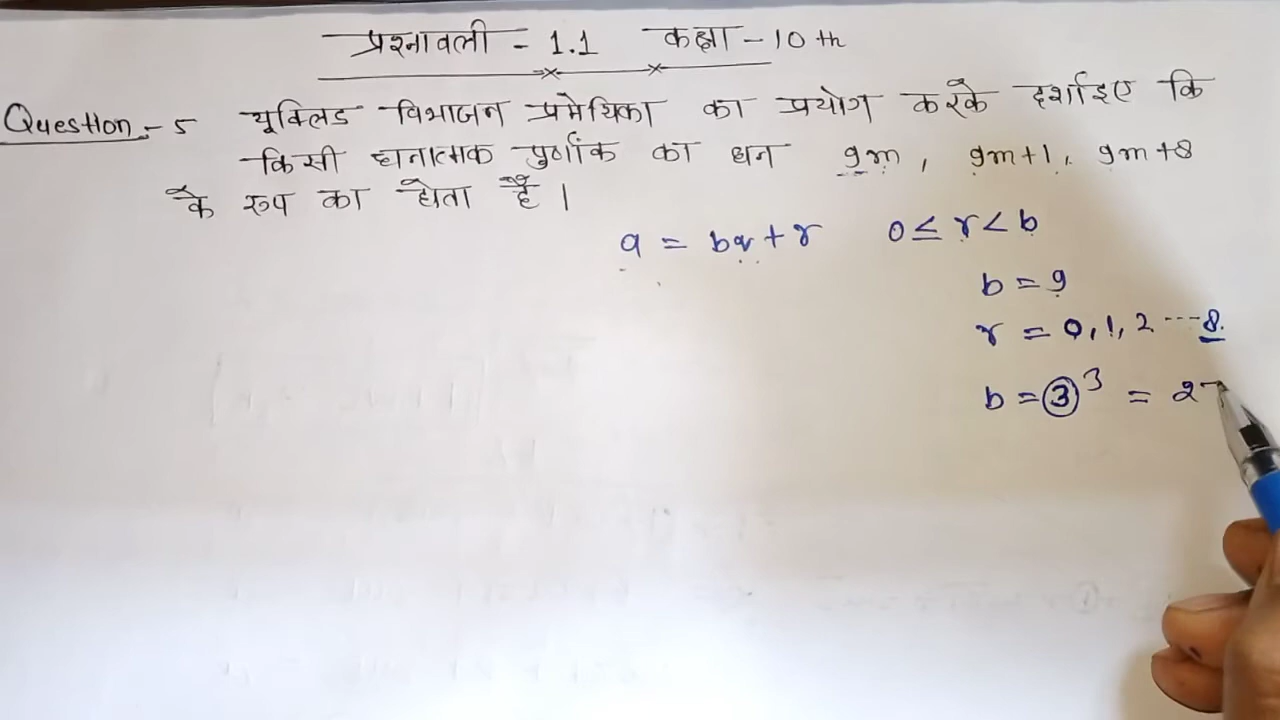 प्रश्नावली - 1.1 कक्षा - 10 th
Question - 5 यूक्लिड विभाजन प्रमेयिका का प्रयोग करके दर्शाइए कि
किसी धनात्मक पुर्णांक का घन 9m , 9m+1, 9m+8
के रुप का होता है ।
a = bq + r 0 ≤ r < b
b = 9
r = 0, 1, 2 ---- 8.
b = 3³ = 27